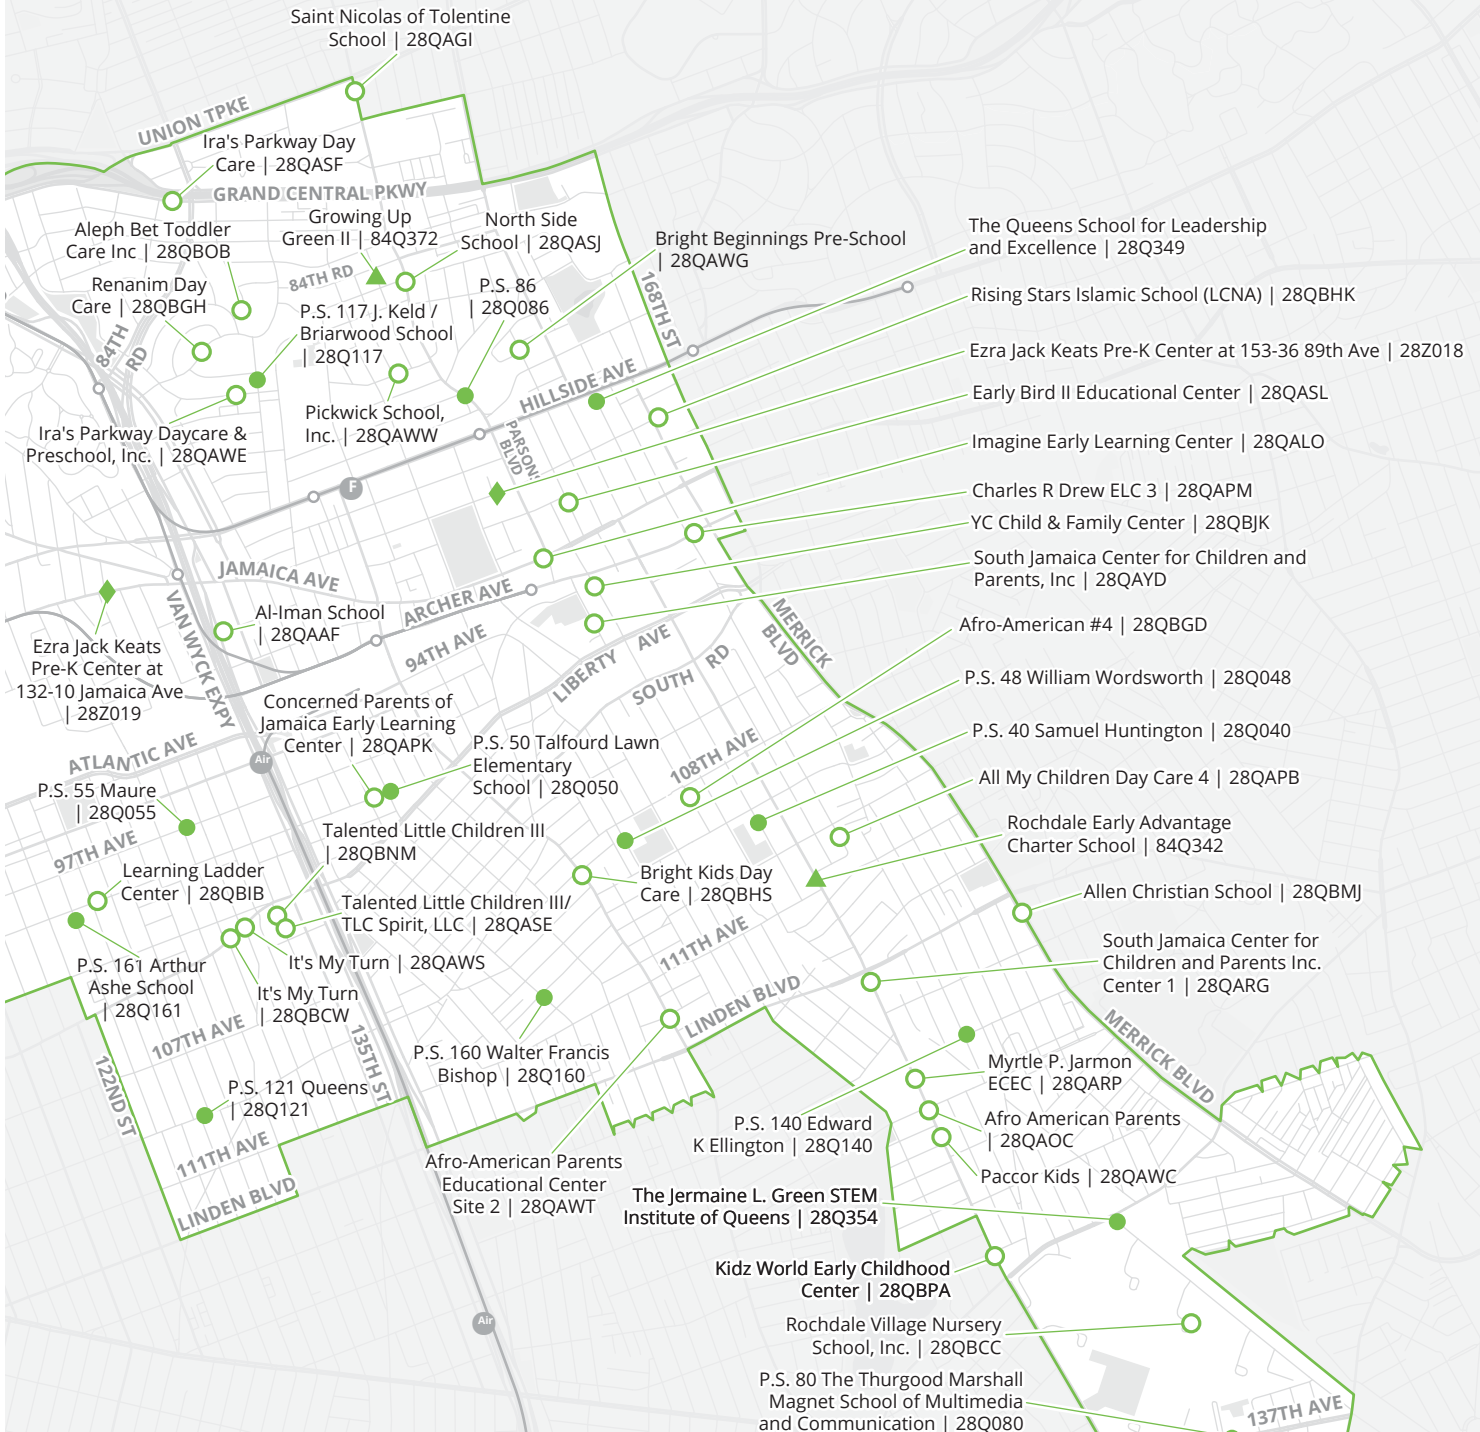 Saint Nicolas of Tolentine
School | 28QAGI
UNION TPKE
Ira's Parkway Day
Care | 28QASF
GRAND CENTRAL PKWY
Aleph Bet Toddler
Care Inc | 28QBOB
Growing Up
Green II | 84Q372
North Side
School | 28QASJ
Bright Beginnings Pre-School
| 28QAWG
The Queens School for Leadership
and Excellence | 28Q349
84TH RD
Renanim Day
Care | 28QBGH
P.S. 86
| 28Q086
168TH ST
Rising Stars Islamic School (LCNA) | 28QBHK
P.S. 117 J. Keld /
Briarwood School
| 28Q117
84TH
RD
Ezra Jack Keats Pre-K Center at 153-36 89th Ave | 28Z018
HILLSIDE AVE
Early Bird II Educational Center | 28QASL
Pickwick School,
Inc. | 28QAWW
Ira's Parkway Daycare &
Preschool, Inc. | 28QAWE
PARSONS
BLVD
Imagine Early Learning Center | 28QALO
F
Charles R Drew ELC 3 | 28QAPM
YC Child & Family Center | 28QBJK
South Jamaica Center for Children and
Parents, Inc | 28QAYD
JAMAICA AVE
ARCHER AVE
VAN WYCK EXPY
Al-Iman School
| 28QAAF
94TH AVE
LIBERTY AVE
SOUTH RD
MERRICK
BLVD
Afro-American #4 | 28QBGD
Ezra Jack Keats
Pre-K Center at
132-10 Jamaica Ave
| 28Z019
P.S. 48 William Wordsworth | 28Q048
Concerned Parents of
Jamaica Early Learning
Center | 28QAPK
P.S. 40 Samuel Huntington | 28Q040
ATLANTIC AVE
Air
P.S. 50 Talfourd Lawn
Elementary
School | 28Q050
108TH AVE
All My Children Day Care 4 | 28QAPB
P.S. 55 Maure
| 28Q055
Rochdale Early Advantage
Charter School | 84Q342
97TH AVE
Talented Little Children III
| 28QBNM
Learning Ladder
Center | 28QBIB
Bright Kids Day
Care | 28QBHS
Allen Christian School | 28QBMJ
Talented Little Children III/
TLC Spirit, LLC | 28QASE
111TH AVE
South Jamaica Center for
Children and Parents Inc.
Center 1 | 28QARG
It's My Turn | 28QAWS
P.S. 161 Arthur
Ashe School
| 28Q161
It's My Turn
| 28QBCW
LINDEN BLVD
107TH AVE
135TH ST
MERRICK BLVD
122ND ST
P.S. 160 Walter Francis
Bishop | 28Q160
Myrtle P. Jarmon
ECEC | 28QARP
P.S. 121 Queens
| 28Q121
P.S. 140 Edward
K Ellington | 28Q140
Afro American Parents
| 28QAOC
111TH AVE
Afro-American Parents
Educational Center
Site 2 | 28QAWT
Paccor Kids | 28QAWC
LINDEN BLVD
The Jermaine L. Green STEM
Institute of Queens | 28Q354
Kidz World Early Childhood
Center | 28QBPA
Air
Rochdale Village Nursery
School, Inc. | 28QBCC
P.S. 80 The Thurgood Marshall
Magnet School of Multimedia
and Communication | 28Q080
137TH AVE